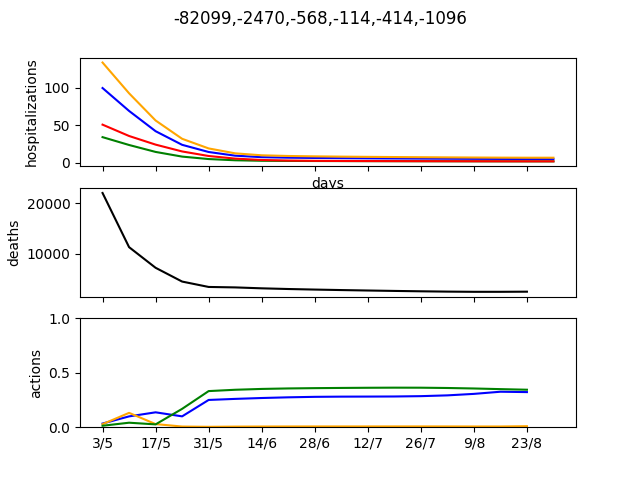 -82099,-2470,-568,-114,-414,-1096
hospitalizations
100
50
0
days
deaths
20000
10000
actions
1.0
0.5
0.0
3/5 17/5 31/5 14/6 28/6 12/7 26/7 9/8 23/8